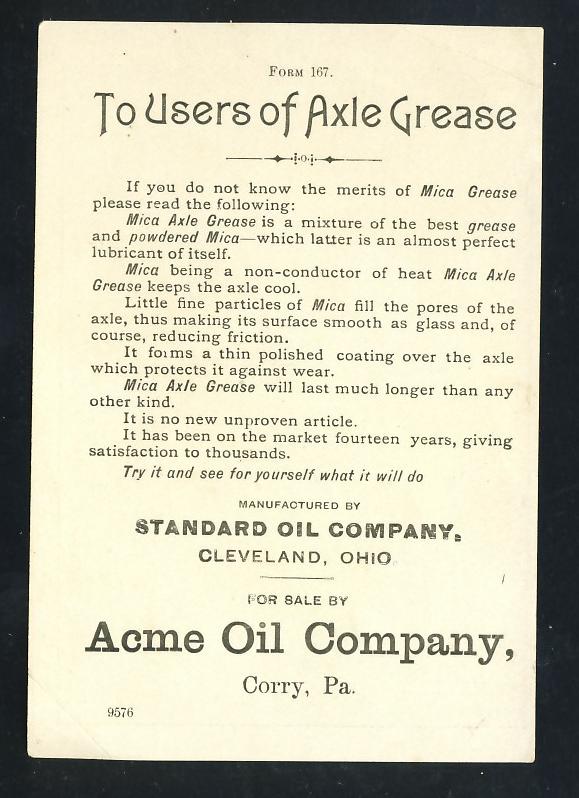 FORM 167.
To Users of Axle Grease
If you do not know the merits of Mica Grease
please read the following:
Mica Axle Grease is a mixture of the best grease
and powdered Mica—which latter is an almost perfect
lubricant of itself.
Mica being a non-conductor of heat Mica Axle
Grease keeps the axle cool.
Little fine particles of Mica fill the pores of the
axle, thus making its surface smooth as glass and, of
course, reducing friction.
It forms a thin polished coating over the axle
which protects it against wear.
Mica Axle Grease will last much longer than any
other kind.
It is no new unproven article.
It has been on the market fourteen years, giving
satisfaction to thousands.
Try it and see for yourself what it will do
MANUFACTURED BY
STANDARD OIL COMPANY.
CLEVELAND, OHIO
FOR SALE BY
Acme Oil Company,
Corry, Pa.
9576